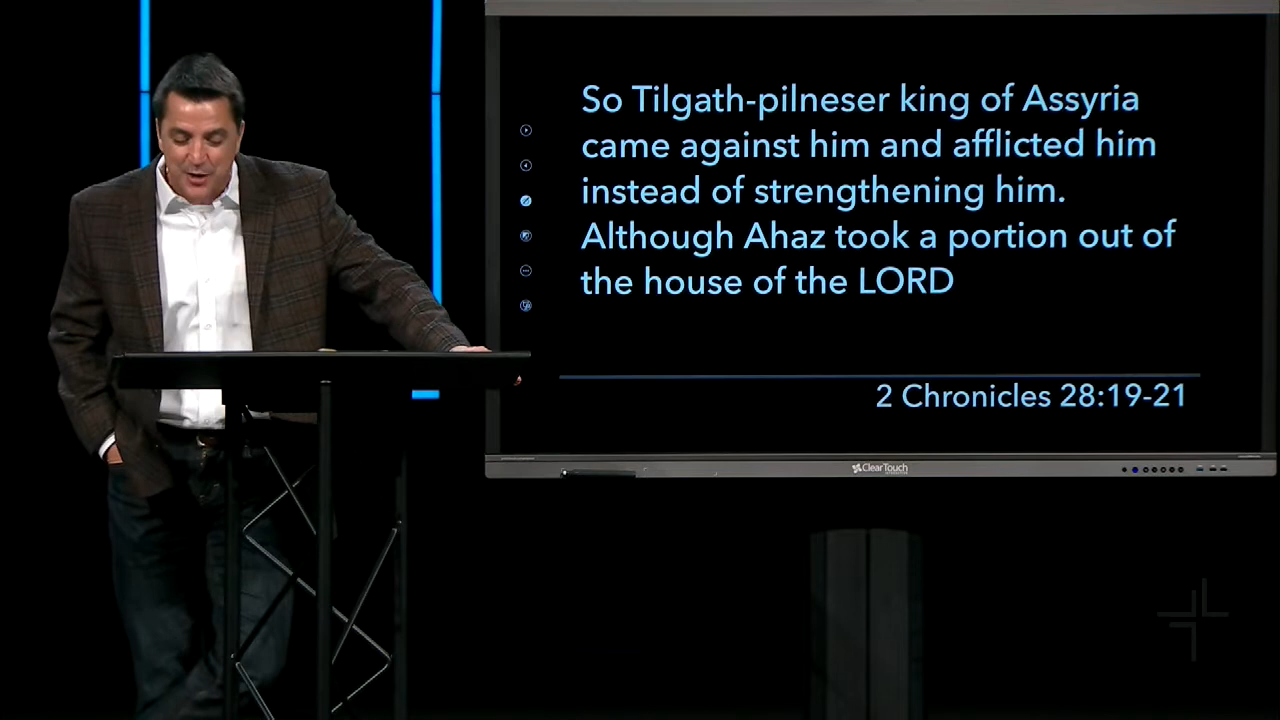 So Tilgath-pilneser king of Assyria
came against him and afflicted him
instead of strengthening him.
Although Ahaz took a portion out of
the house of the LORD
2 Chronicles 28:19-21
ClearTouch